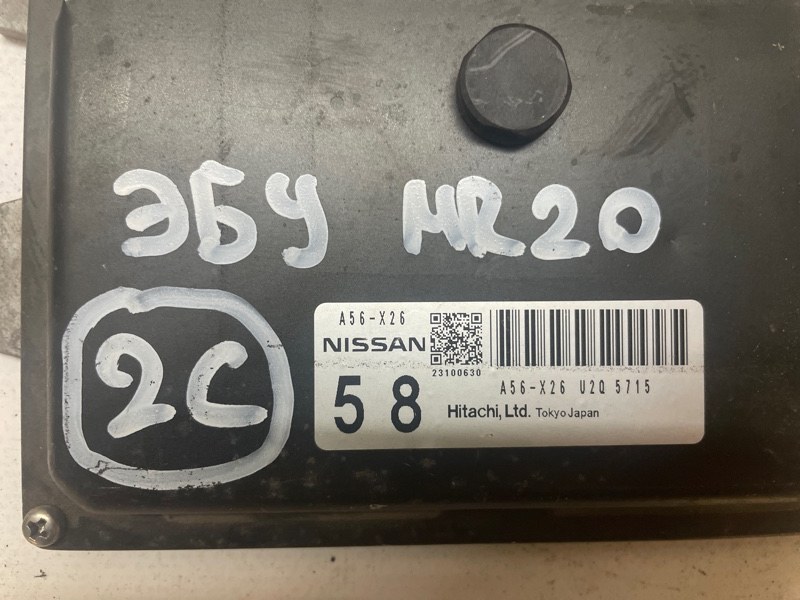 ЭБУ MR20
2C
A56-X26
NISSAN
23100630
A56-X26 U2Q 5715
58
Hitachi, Ltd. Tokyo Japan